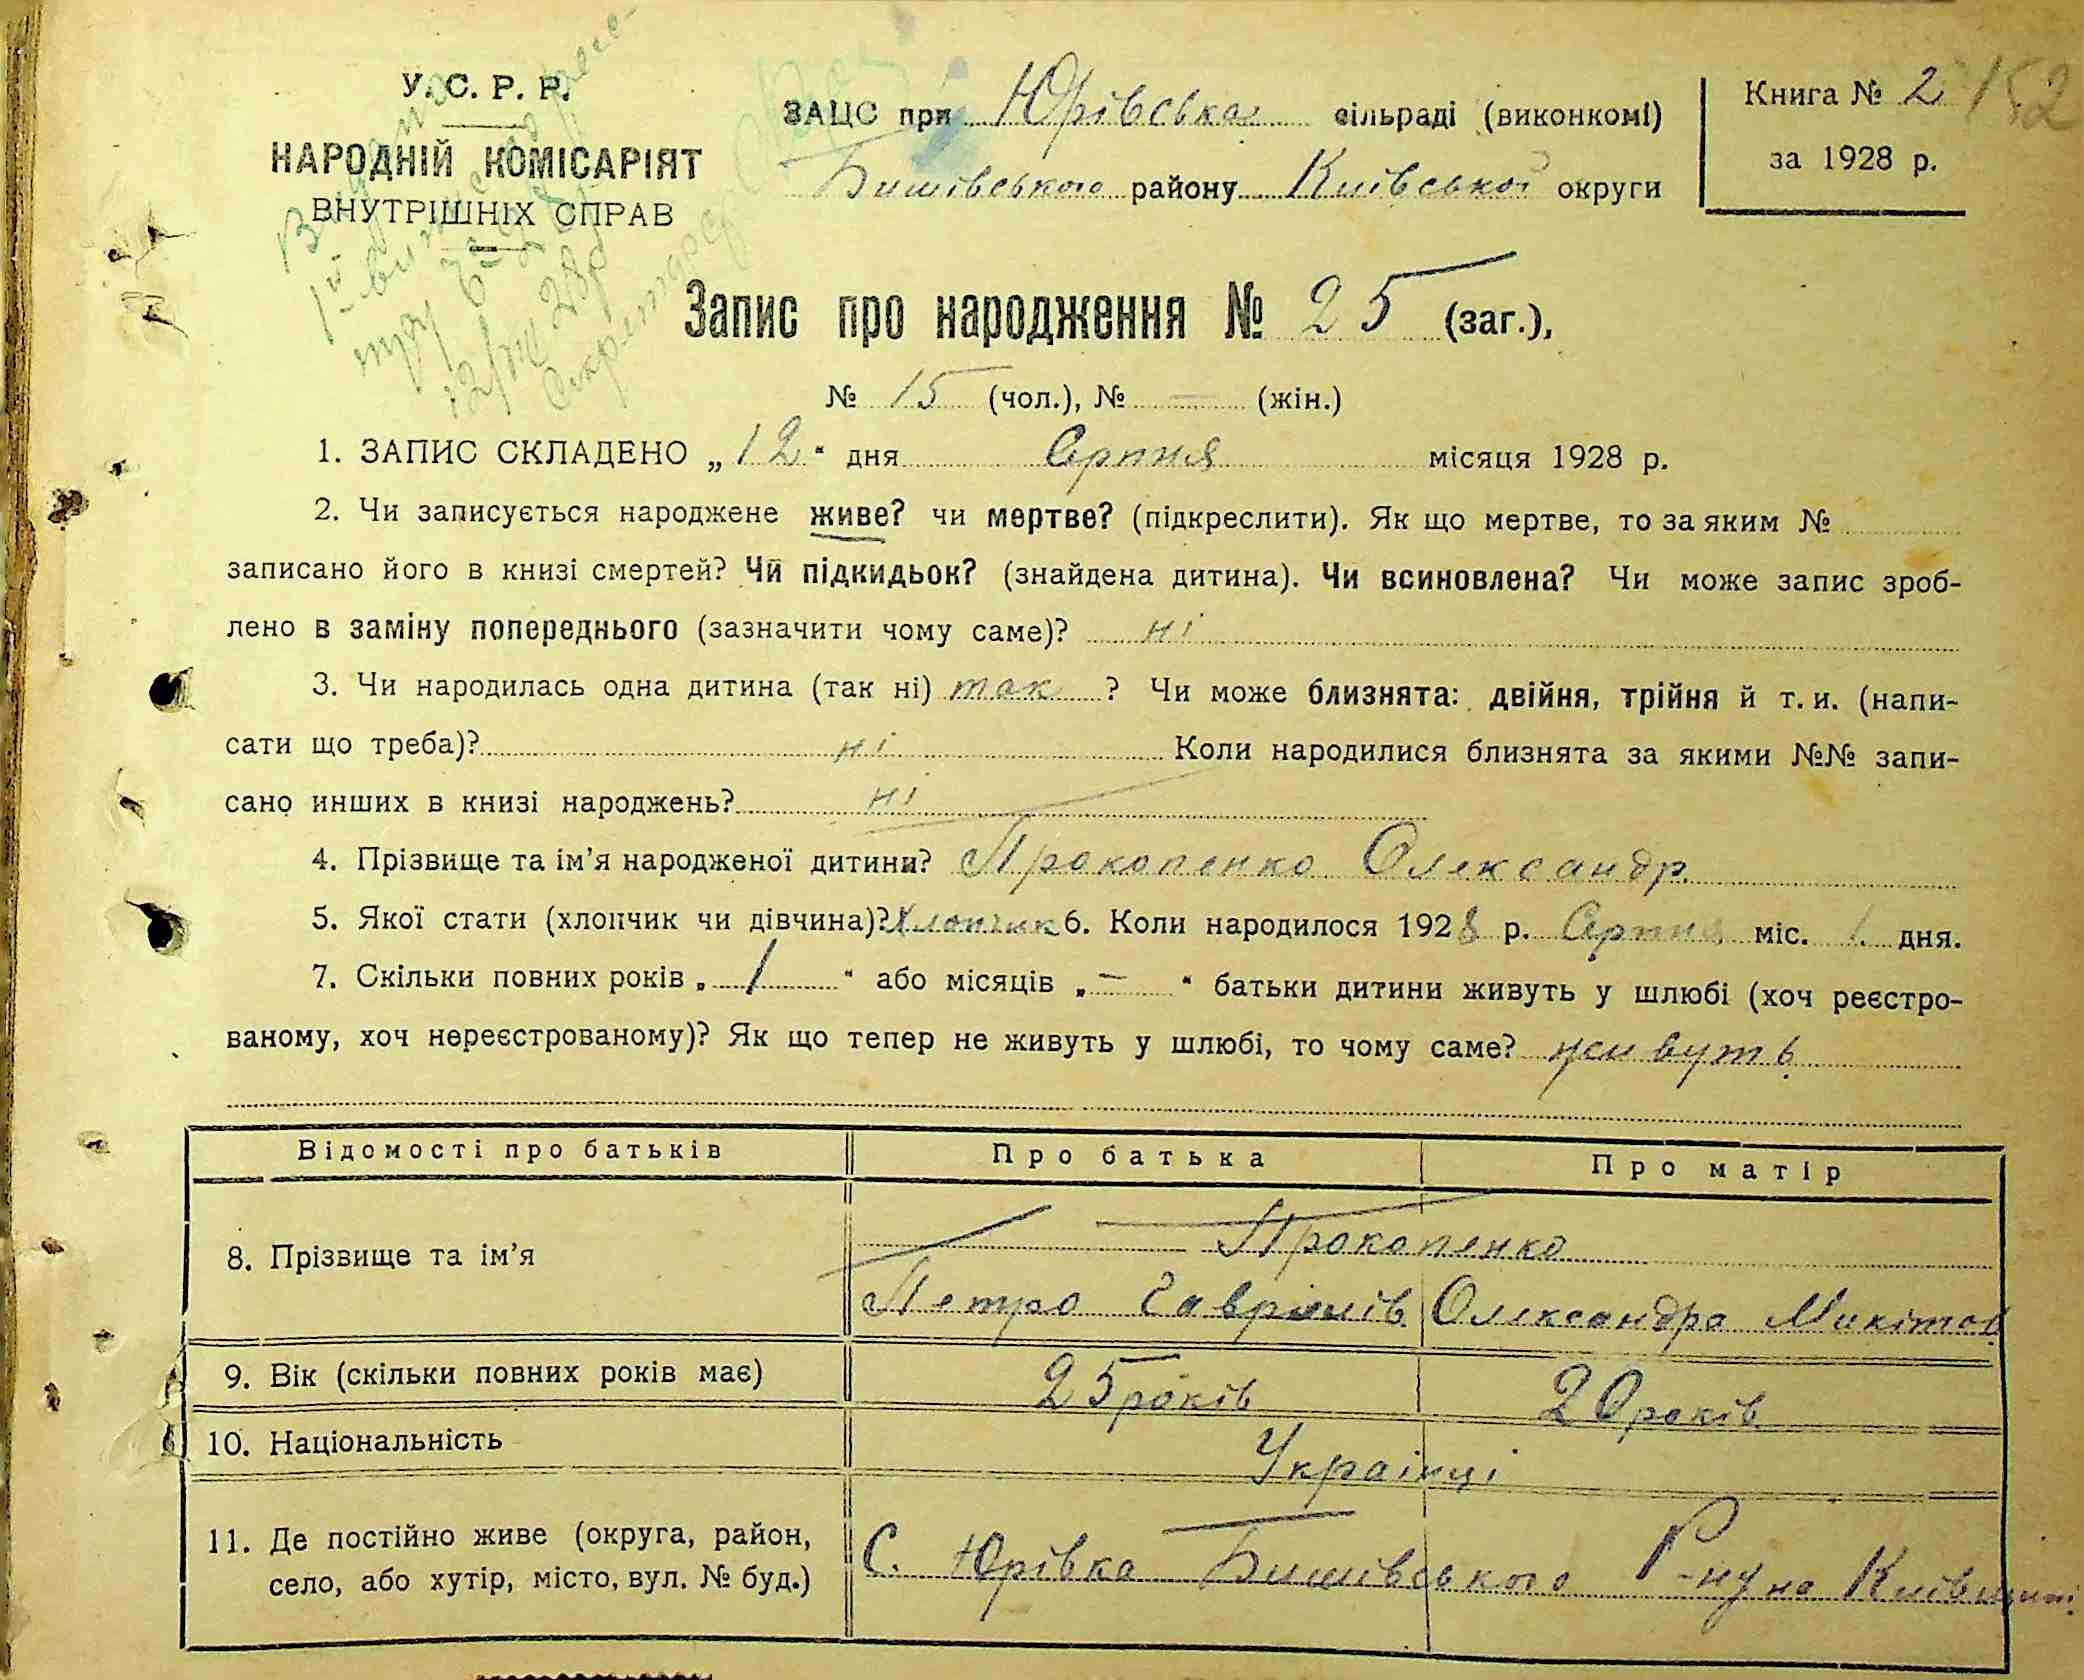 У.С.Р.Р.
НАРОДНІЙ КОМІСАРІЯТ
ВНУТРІШНІХ СПРАВ
ЗАЦС при Юрівська сільраді (виконкомі)
Бишівського району Київської округи
Книга № 2 152
за 1928 р.
Запис про народження № 25 (заг.),
№ 15 (чол.), № — (жін.)
1. ЗАПИС СКЛАДЕНО „12" дня Серпня місяця 1928 р.
2. Чи записується народжене живе? чи мертве? (підкреслити). Як що мертве, то за яким №
записано його в книзі смертей? Чи підкидьок? (знайдена дитина). Чи всиновлена? Чи може запис зроб-
лено в заміну попереднього (зазначити чому саме)? ні
3. Чи народилась одна дитина (так ні) так ? Чи може близнята: двійня, трійня й т. и. (напи-
сати що треба)? ні Коли народилися близнята за якими №№ запи-
сано инших в книзі народжень? ні
4. Прізвище та ім'я народженої дитини? Прокопенко Олександр
5. Якої стати (хлопчик чи дівчина)? Хлопчик 6. Коли народилося 1928 р. Серпня міс. 1 дня.
7. Скільки повних років „1" або місяців „—" батьки дитини живуть у шлюбі (хоч реєстро-
ваному, хоч нереєстрованому)? Як що тепер не живуть у шлюбі, то чому саме? живуть
Відомості про батьків Про батька Про матір
8. Прізвище та ім'я Прокопенко
Петро Гаврилів Олександра Микітов
9. Вік (скільки повних років має) 25 років 20 років
10. Національність Українці
11. Де постійно живе (округа, район,
село, або хутір, місто, вул. № буд.) С. Юрівка Бишівського Р-ну на Київщині